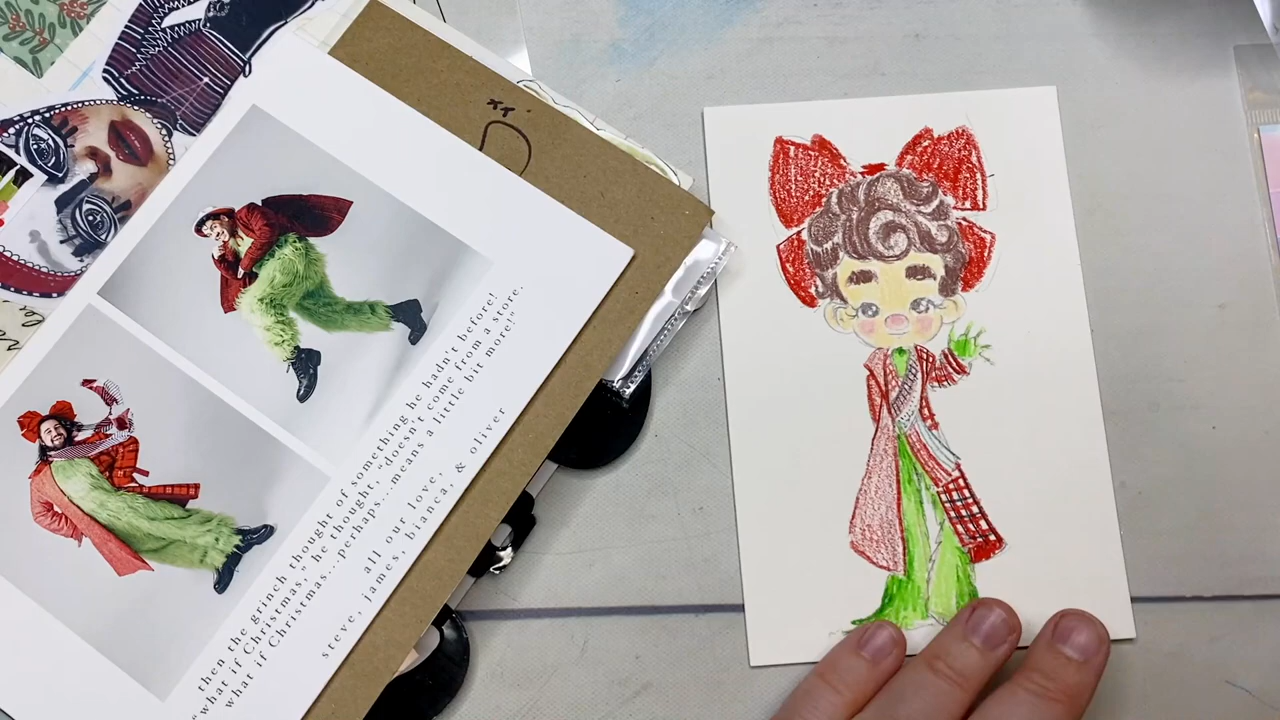 then the grinch thought of something he hadn't before!
"what if Christmas," he thought, "doesn't come from a store.
what if Christmas...perhaps...means a little bit more!"
all our love,
steve, james, bianca, & oliver